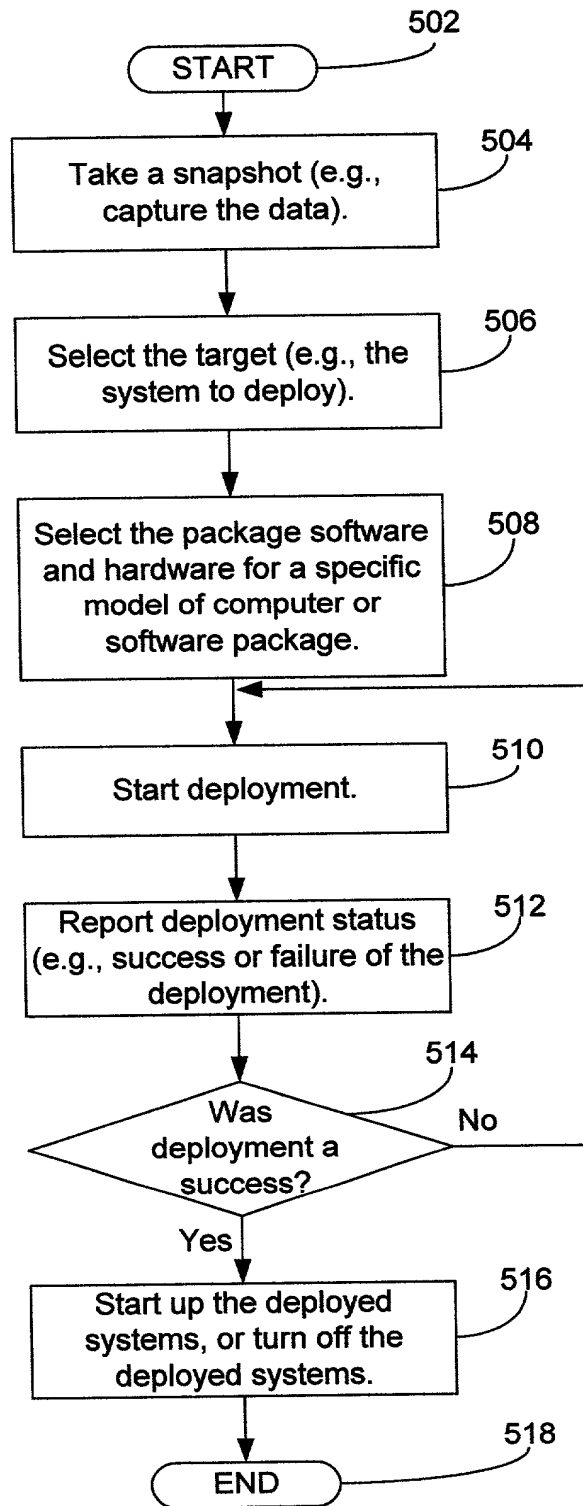 502
START
504
Take a snapshot (e.g.,
capture the data).
506
Select the target (e.g., the
system to deploy).
508
Select the package software
and hardware for a specific
model of computer or
software package.
510
Start deployment.
512
Report deployment status
(e.g., success or failure of the
deployment).
514
Was
deployment a
success?
No
Yes
516
Start up the deployed
systems, or turn off the
deployed systems.
518
END